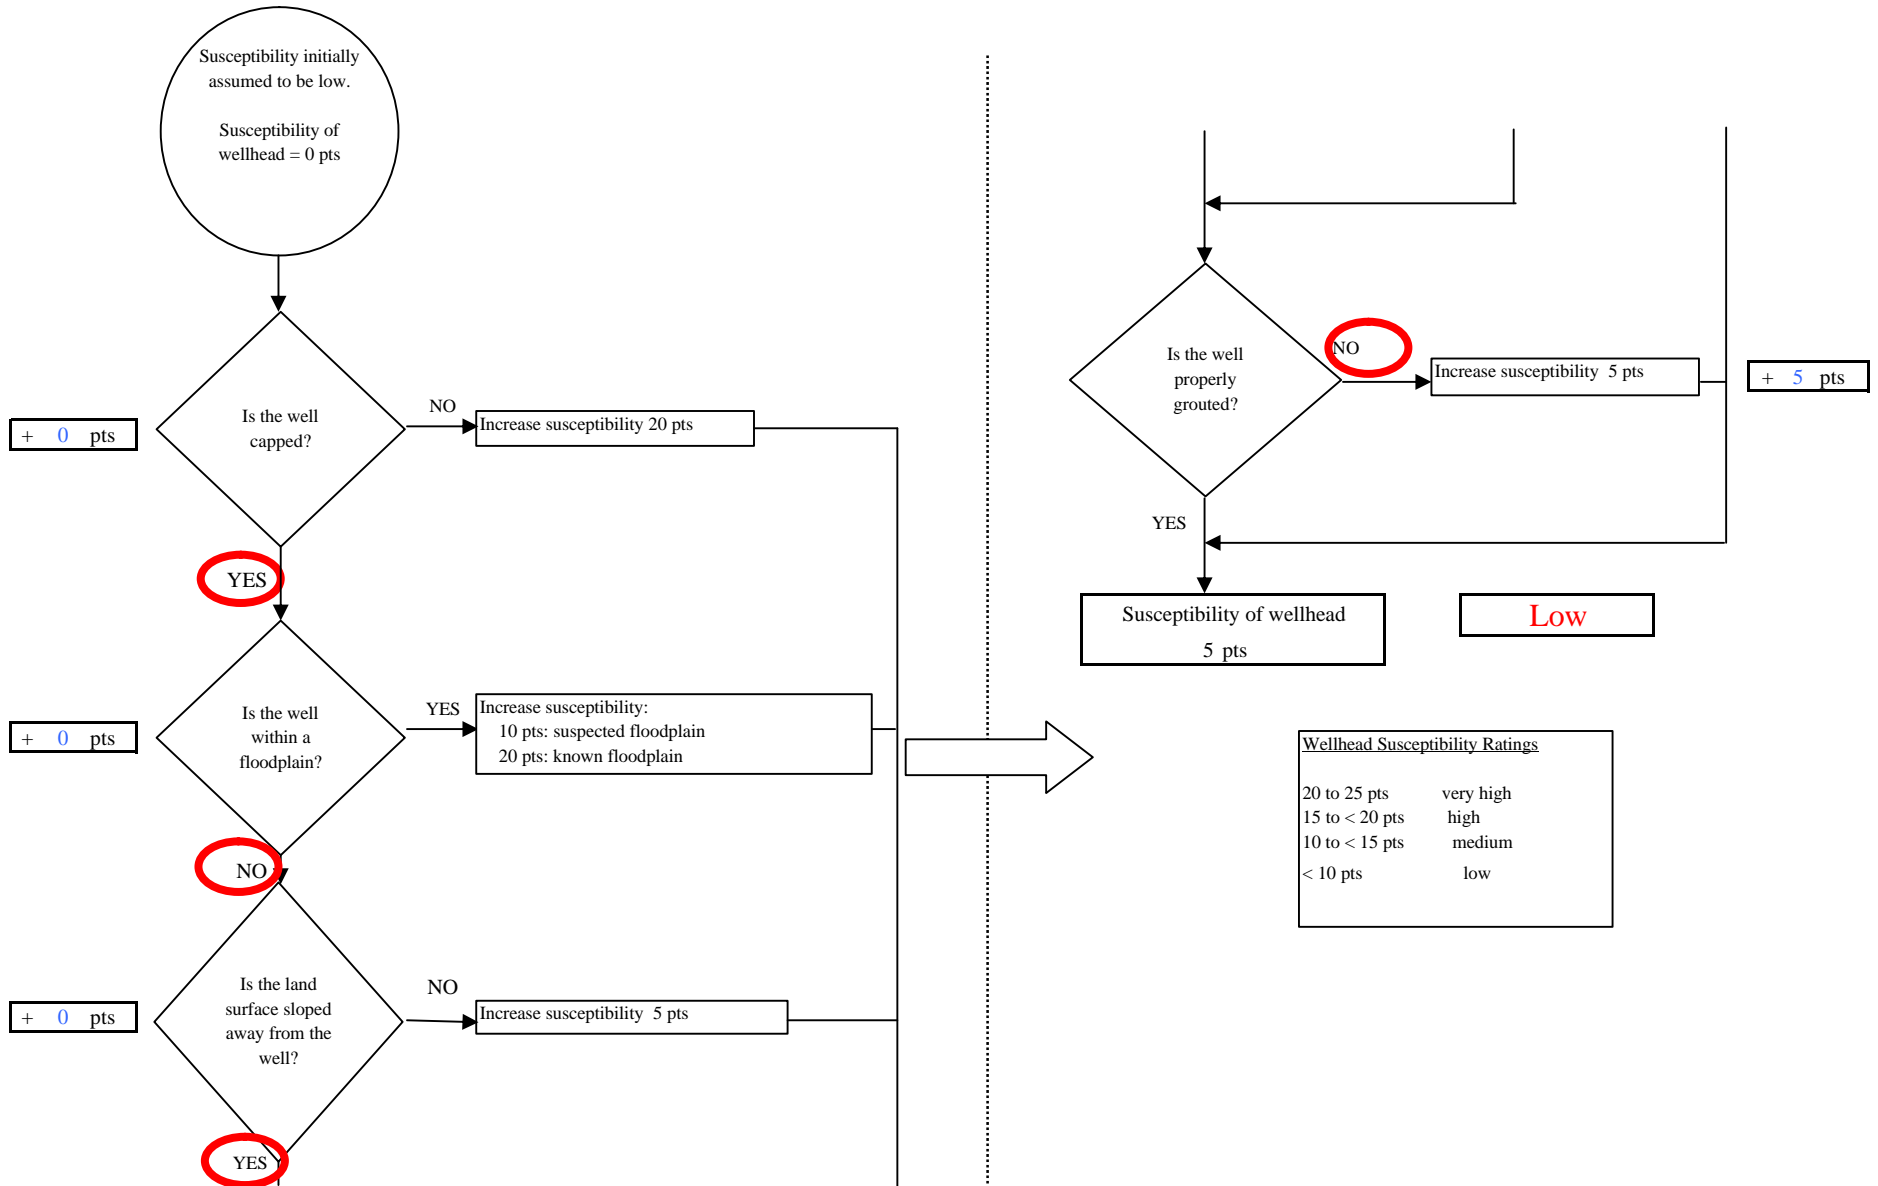 Susceptibility initially
assumed to be low.
Susceptibility of
wellhead = 0 pts
Is the well
capped?
NO
Increase susceptibility 20 pts
+ 0 pts
YES
Is the well
within a
floodplain?
YES
Increase susceptibility:
10 pts: suspected floodplain
20 pts: known floodplain
+ 0 pts
NO
Is the land
surface sloped
away from the
well?
NO
Increase susceptibility 5 pts
+ 0 pts
YES
Is the well
properly
grouted?
NO
Increase susceptibility 5 pts
+ 5 pts
YES
Susceptibility of wellhead
5 pts
Low
Wellhead Susceptibility Ratings
20 to 25 pts very high
15 to < 20 pts high
10 to < 15 pts medium
< 10 pts low